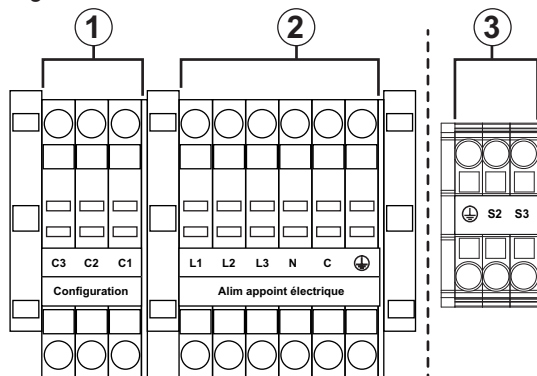 1 2 3
S2 S3
C3 C2 C1 L1 L2 L3 N C
Configuration Alim appoint électrique